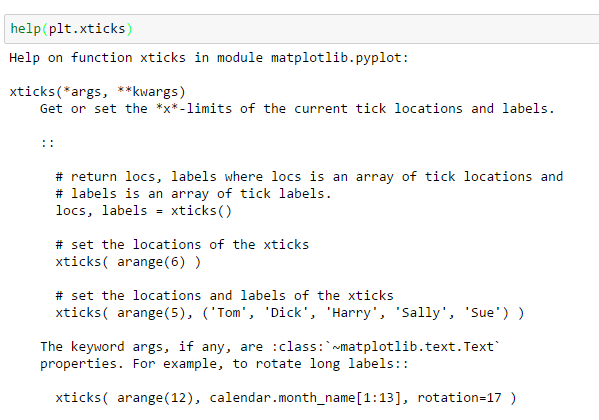 help(plt.xticks)
Help on function xticks in module matplotlib.pyplot:
xticks(*args, **kwargs)
Get or set the *x*-limits of the current tick locations and labels.
::
# return locs, labels where locs is an array of tick locations and
# labels is an array of tick labels.
locs, labels = xticks()
# set the locations of the xticks
xticks( arange(6) )
# set the locations and labels of the xticks
xticks( arange(5), ('Tom', 'Dick', 'Harry', 'Sally', 'Sue') )
The keyword args, if any, are :class:`~matplotlib.text.Text`
properties. For example, to rotate long labels::
xticks( arange(12), calendar.month_name[1:13], rotation=17 )